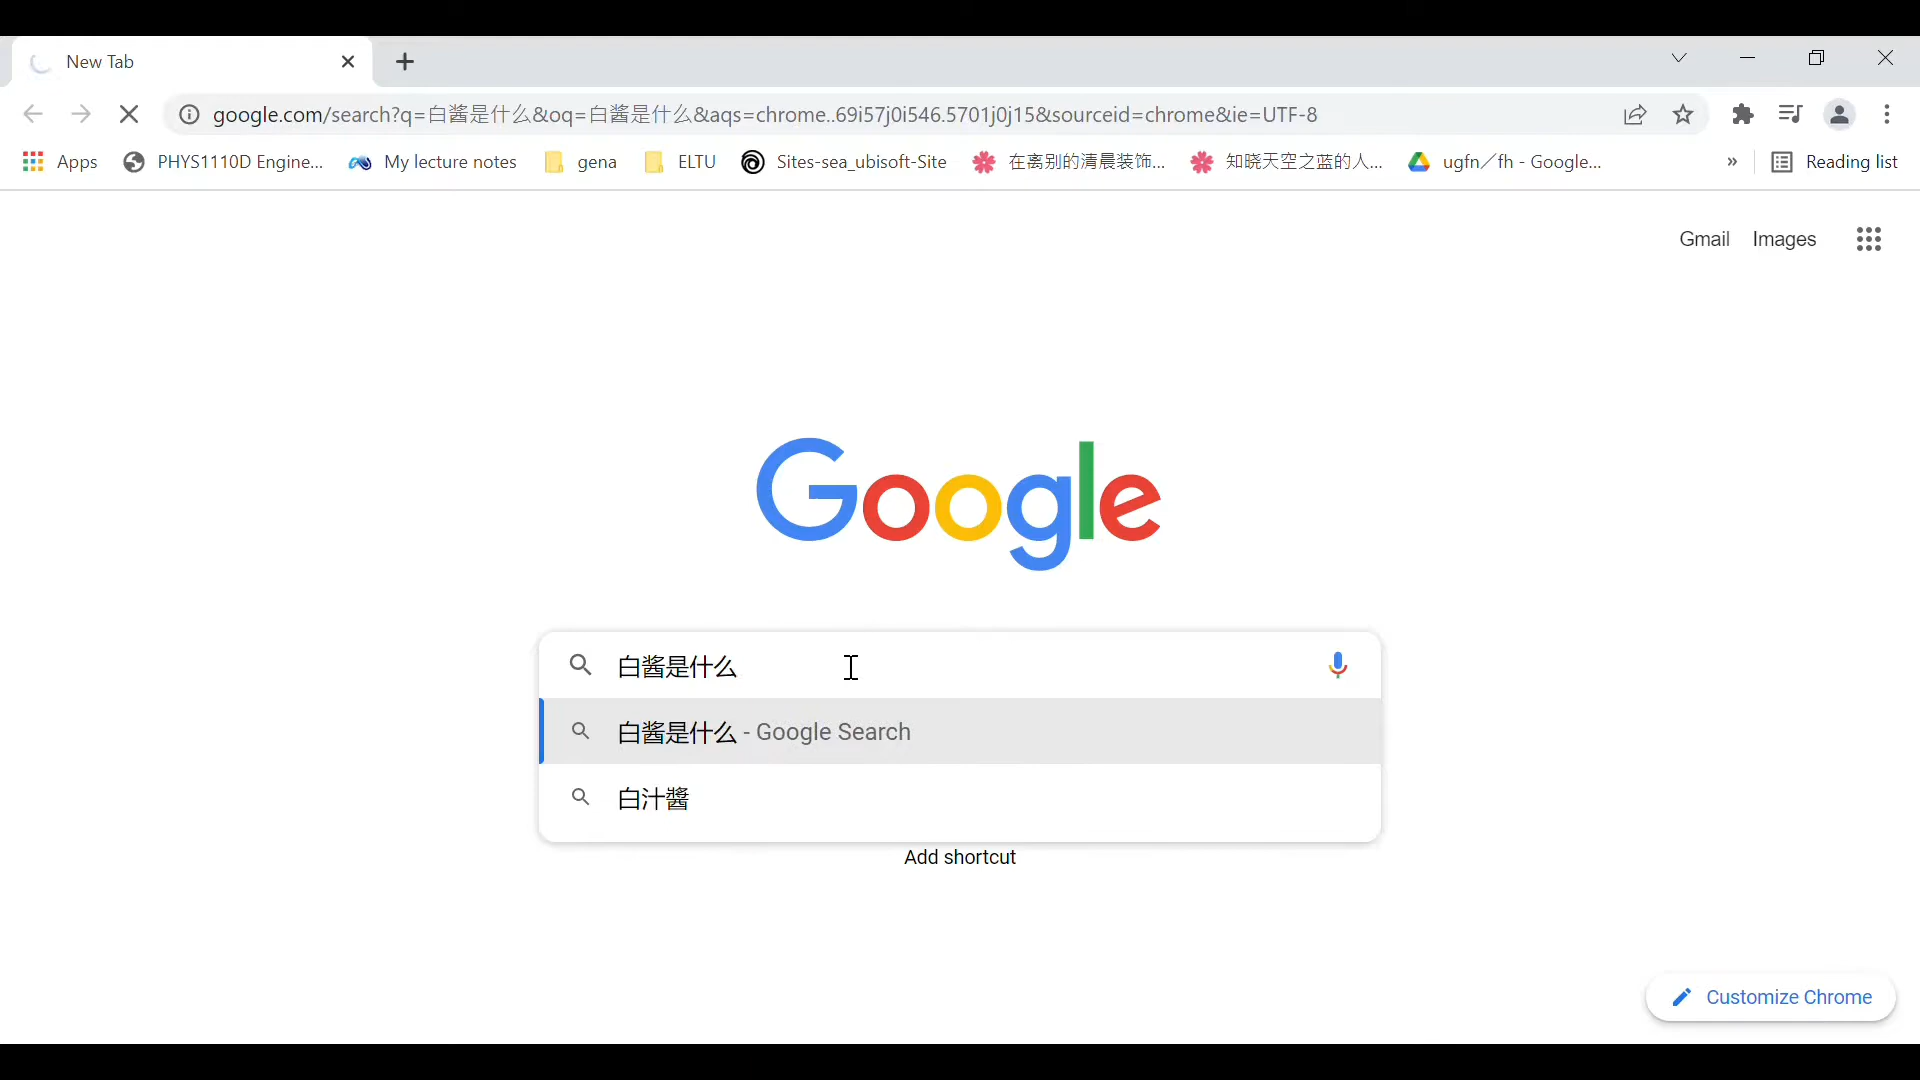 New Tab
google.com/search?q=白酱是什么&oq=白酱是什么&aqs=chrome..69i57j0i546.5701j0j15&sourceid=chrome&ie=UTF-8
Apps PHYS1110D Engine... My lecture notes gena ELTU Sites-sea_ubisoft-Site 在离别的清晨装饰... 知晓天空之蓝的人... ugfn／fh - Google... » Reading list
Gmail Images
Google
白酱是什么
白酱是什么 - Google Search
白汁醬
Add shortcut
Customize Chrome